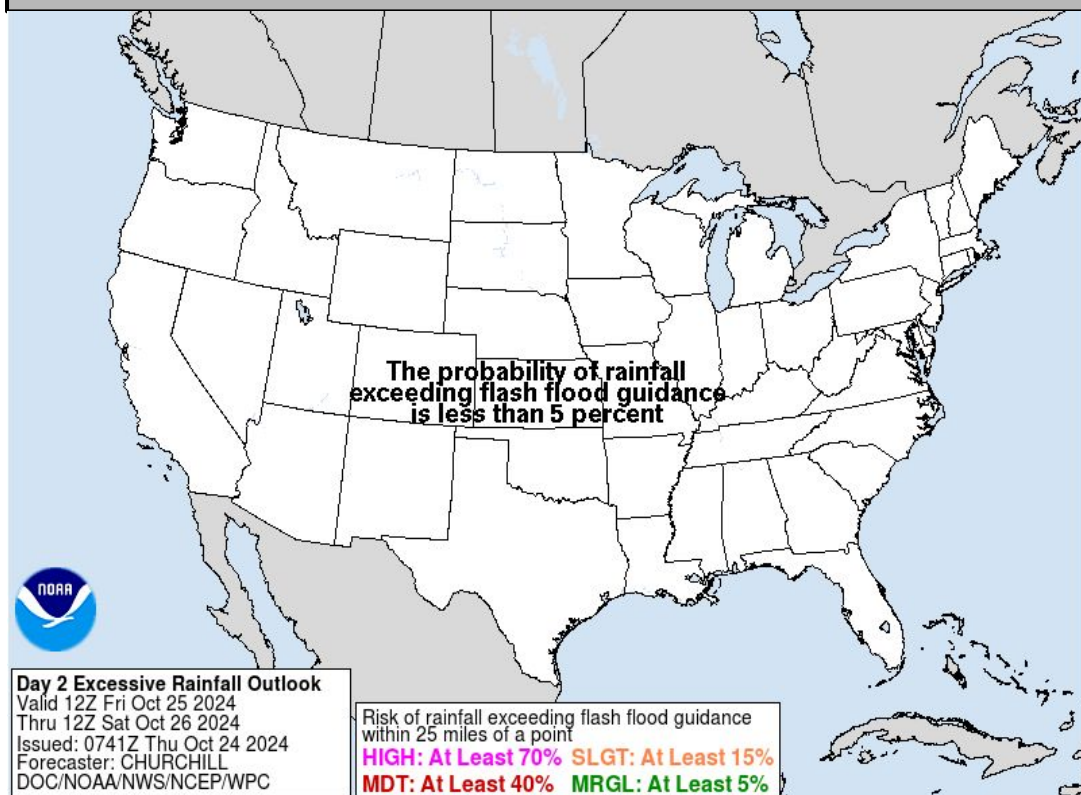 The probability of rainfall
exceeding flash flood guidance
is less than 5 percent
NOAA
Day 2 Excessive Rainfall Outlook
Valid 12Z Fri Oct 25 2024
Thru 12Z Sat Oct 26 2024
Issued: 0741Z Thu Oct 24 2024
Forecaster: CHURCHILL
DOC/NOAA/NWS/NCEP/WPC
Risk of rainfall exceeding flash flood guidance
within 25 miles of a point
HIGH: At Least 70% SLGT: At Least 15%
MDT: At Least 40% MRGL: At Least 5%